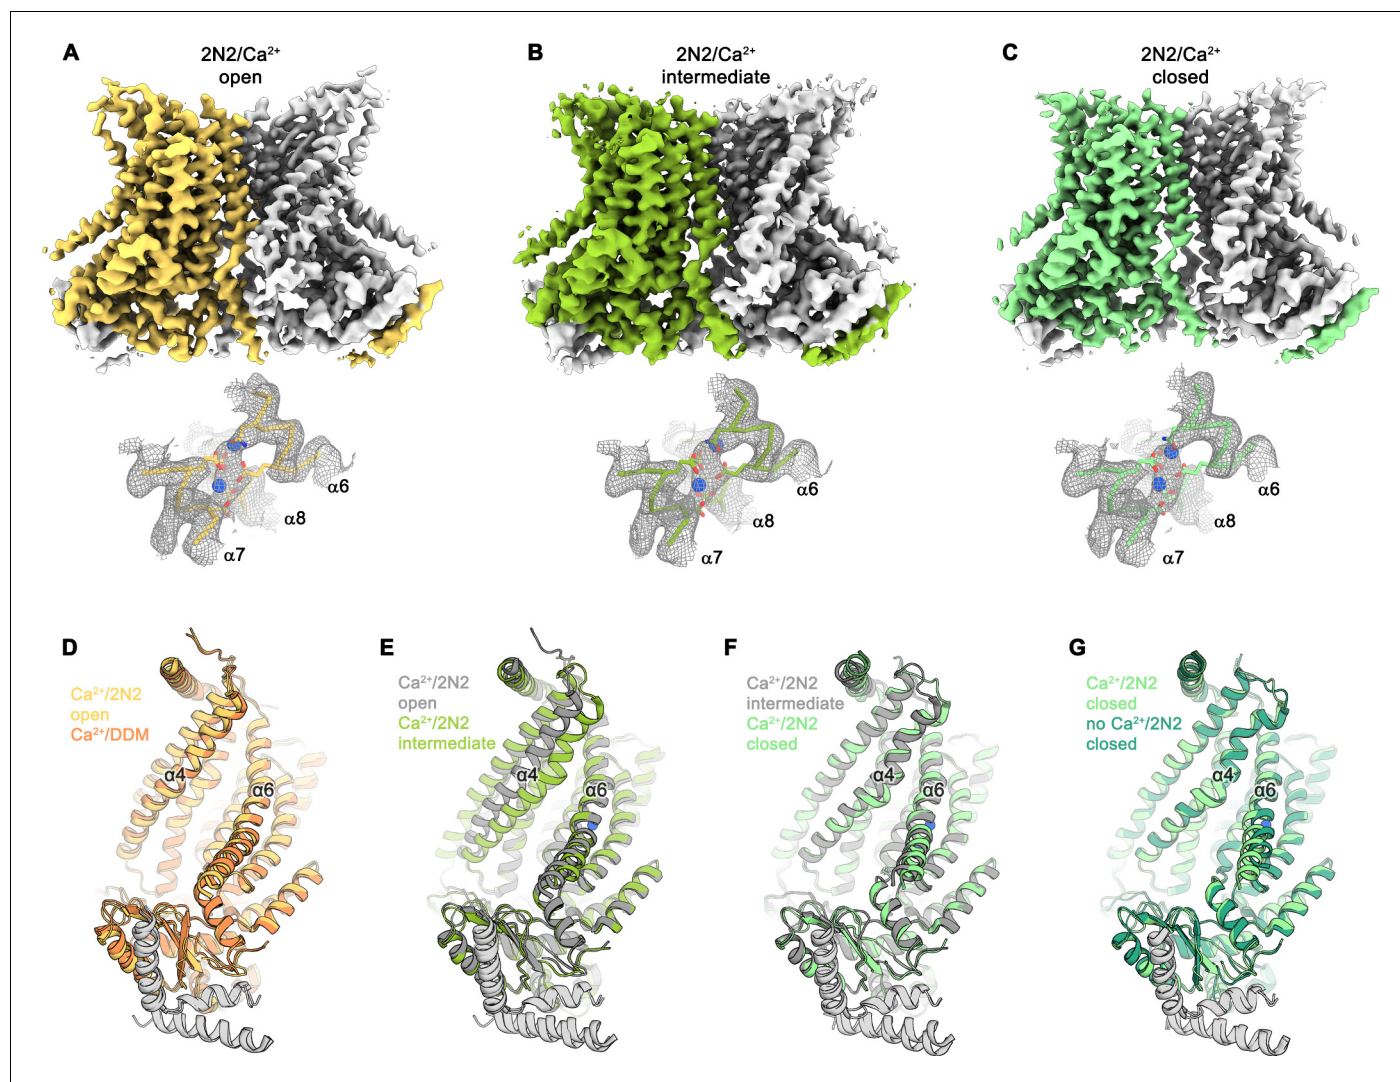 A
2N2/Ca²⁺
open
B
2N2/Ca²⁺
intermediate
C
2N2/Ca²⁺
closed
α6
α8
α7
α6
α8
α7
α6
α8
α7
D
Ca²⁺/2N2
open
Ca²⁺/DDM
α4
α6
E
Ca²⁺/2N2
open
Ca²⁺/2N2
intermediate
α4
α6
F
Ca²⁺/2N2
intermediate
Ca²⁺/2N2
closed
α4
α6
G
Ca²⁺/2N2
closed
no Ca²⁺/2N2
closed
α4
α6